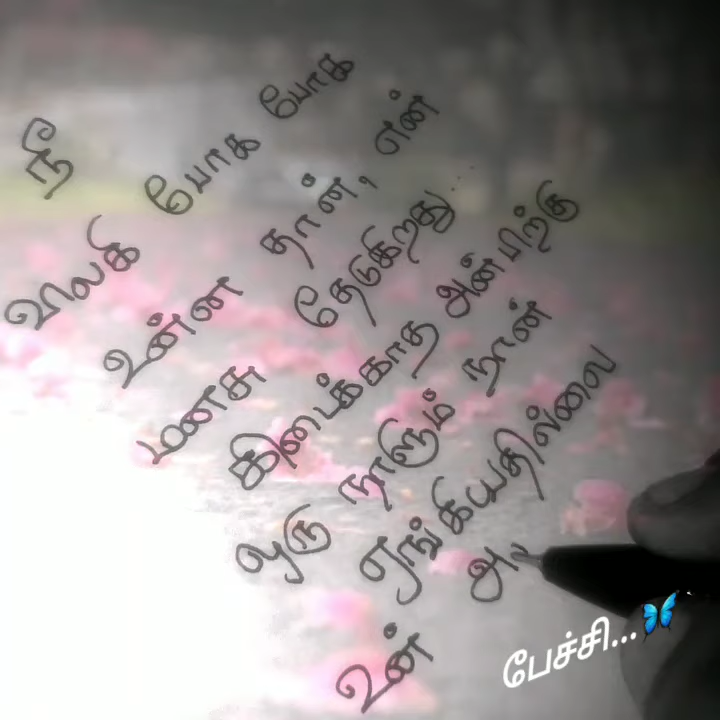 நீ
விலகி போக போக
உன்ன தான், என்
மனசு தேடுகிறது...
கிடைக்காத அன்பிற்கு
ஒரு நாளும் நான்
ஏங்கியதில்லை
உன் அ
பேச்சி...